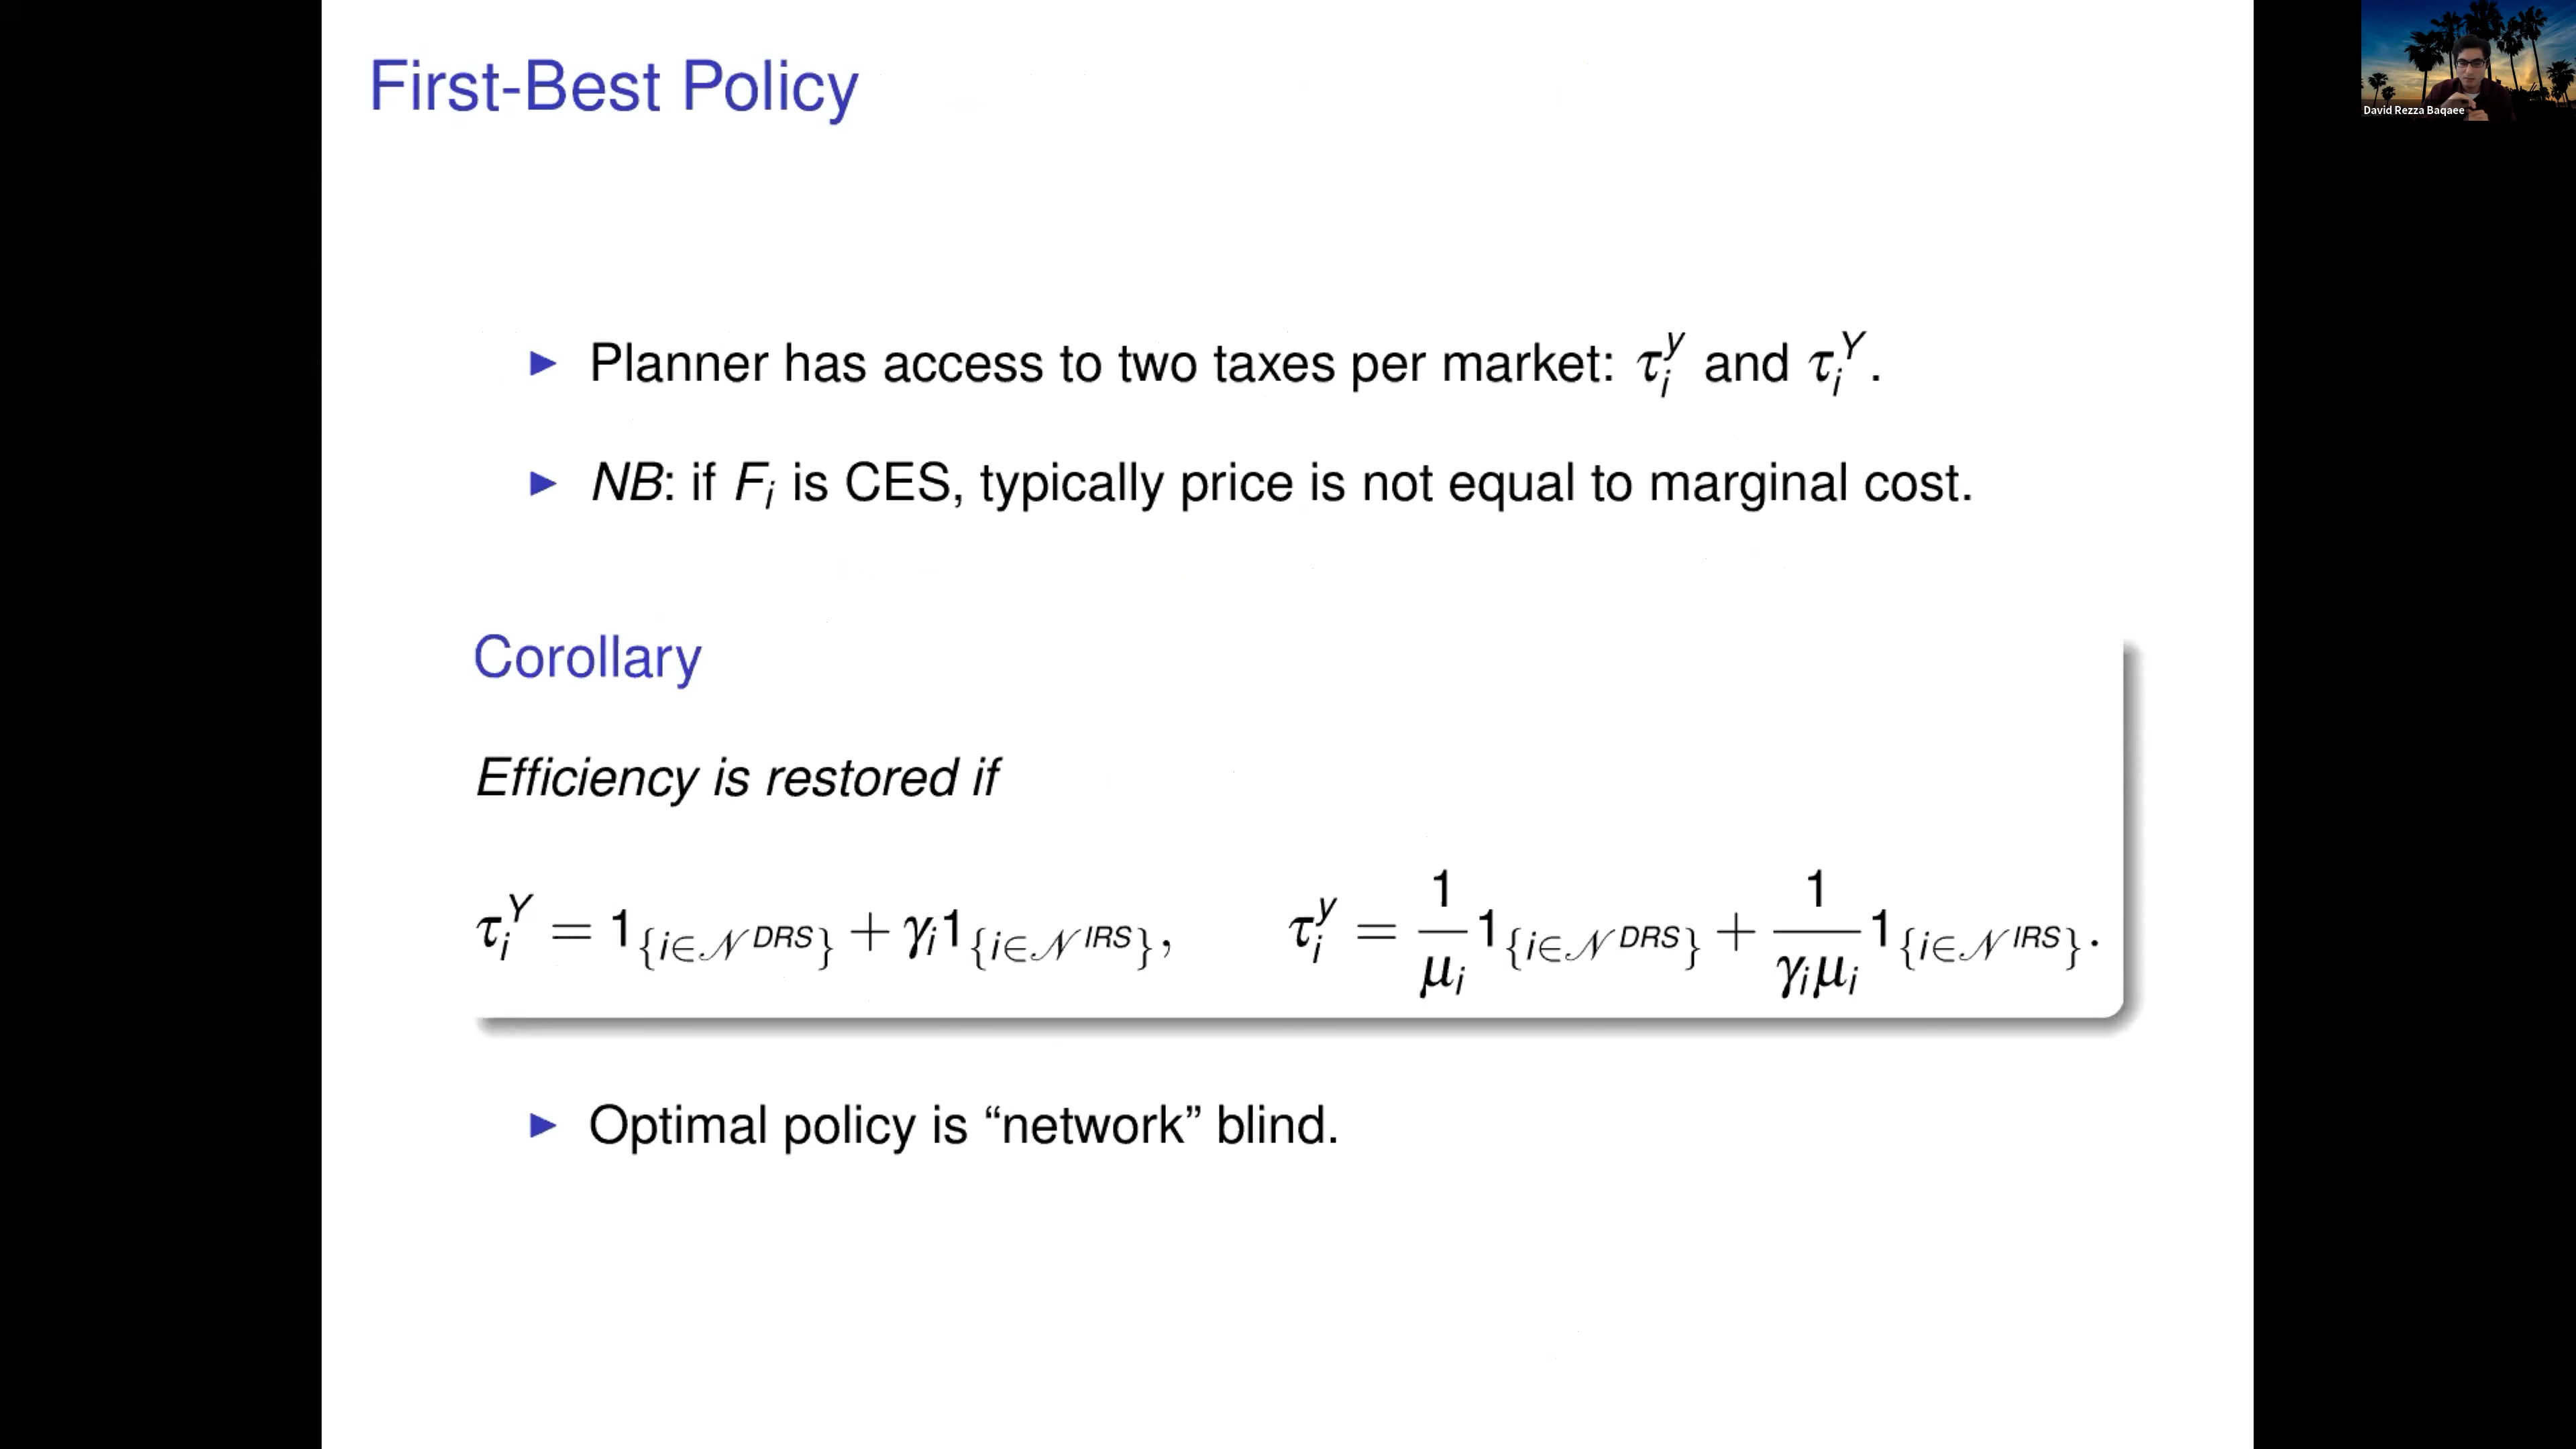 First-Best Policy
David Rezza Baqaee
▶ Planner has access to two taxes per market: τ_i^y and τ_i^Y.
▶ NB: if F_i is CES, typically price is not equal to marginal cost.
Corollary
Efficiency is restored if
τ_i^Y = 1_{i∈𝒩^DRS} + γ_i 1_{i∈𝒩^IRS}, τ_i^y = 1/μ_i 1_{i∈𝒩^DRS} + 1/(γ_i μ_i) 1_{i∈𝒩^IRS}.
▶ Optimal policy is “network” blind.